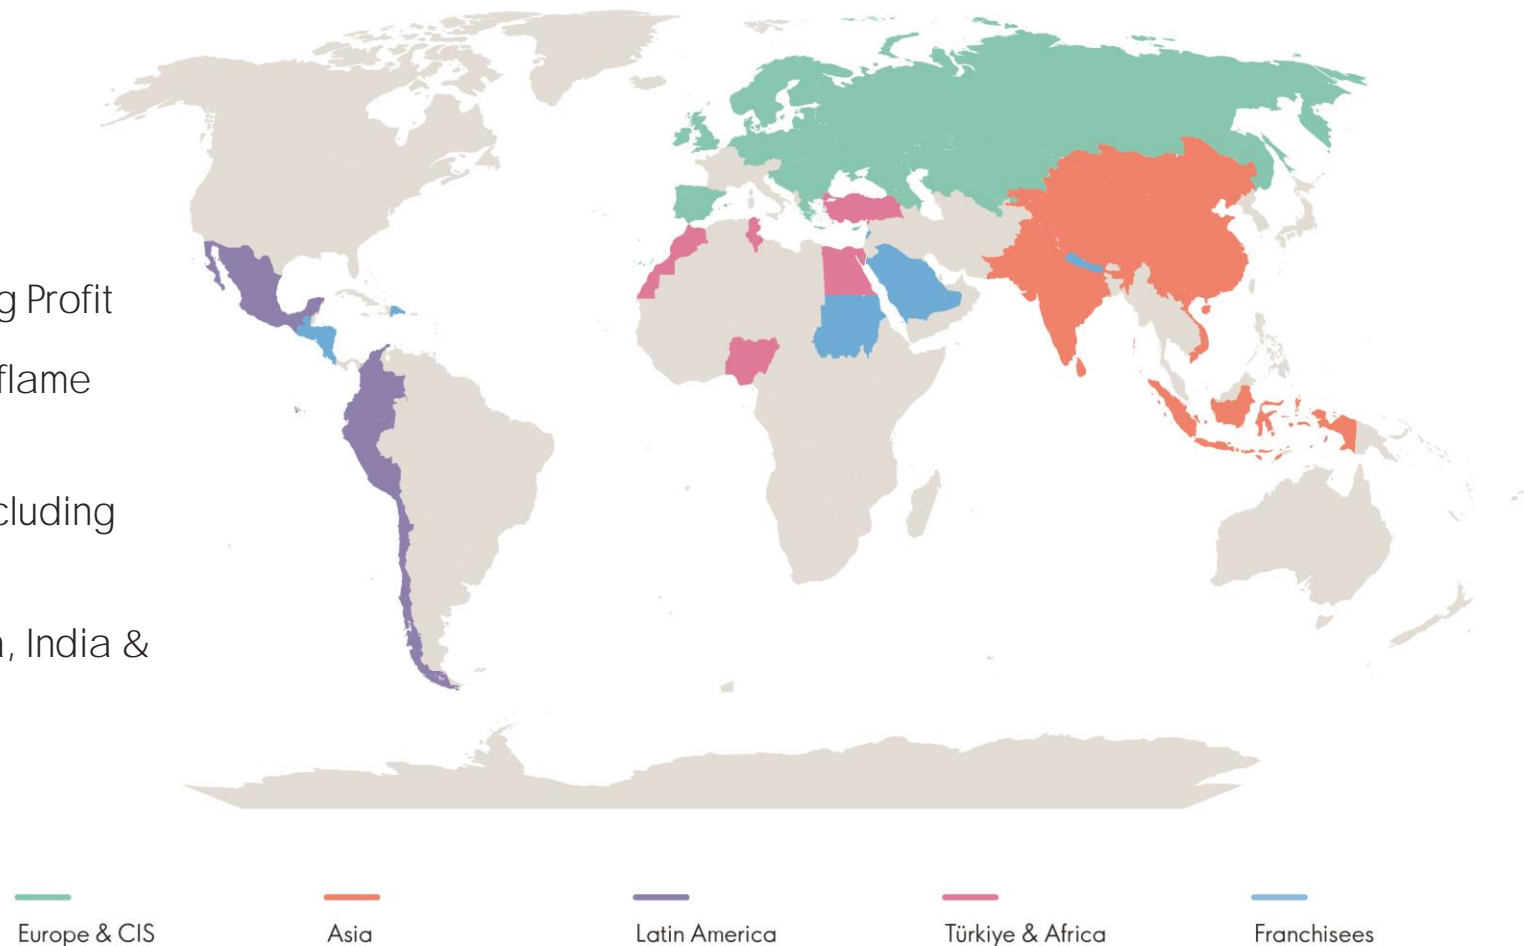 g Profit
flame
cluding
, India &
Europe & CIS
Asia
Latin America
Türkiye & Africa
Franchisees